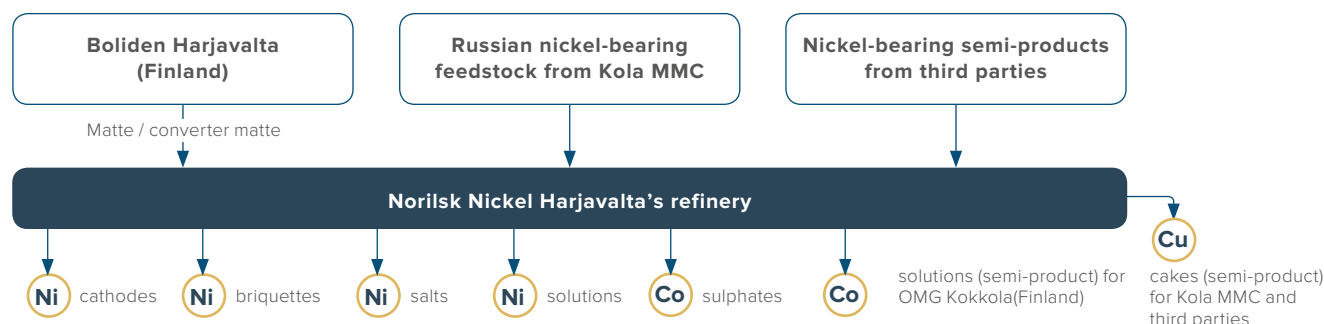 Boliden Harjavalta
(Finland)
Russian nickel-bearing
feedstock from Kola MMC
Nickel-bearing semi-products
from third parties
Matte / converter matte
Norilsk Nickel Harjavalta’s refinery
Ni cathodes
Ni briquettes
Ni salts
Ni solutions
Co sulphates
Co
solutions (semi-product) for
OMG Kokkola(Finland)
Cu
cakes (semi-product)
for Kola MMC and
third parties